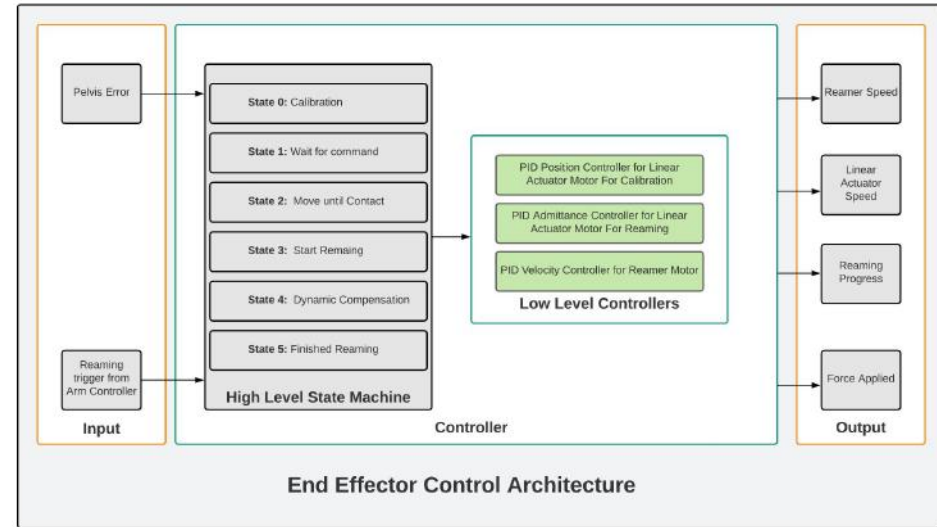 Pelvis Error
Reaming
trigger from
Arm Controller
Input
State 0: Calibration
State 1: Wait for command
State 2: Move until Contact
State 3: Start Remaing
State 4: Dynamic Compensation
State 5: Finished Reaming
High Level State Machine
PID Position Controller for Linear
Actuator Motor For Calibration
PID Admittance Controller for Linear
Actuator Motor For Reaming
PID Velocity Controller for Reamer Motor
Low Level Controllers
Controller
Reamer Speed
Linear
Actuator
Speed
Reaming
Progress
Force Applied
Output
End Effector Control Architecture